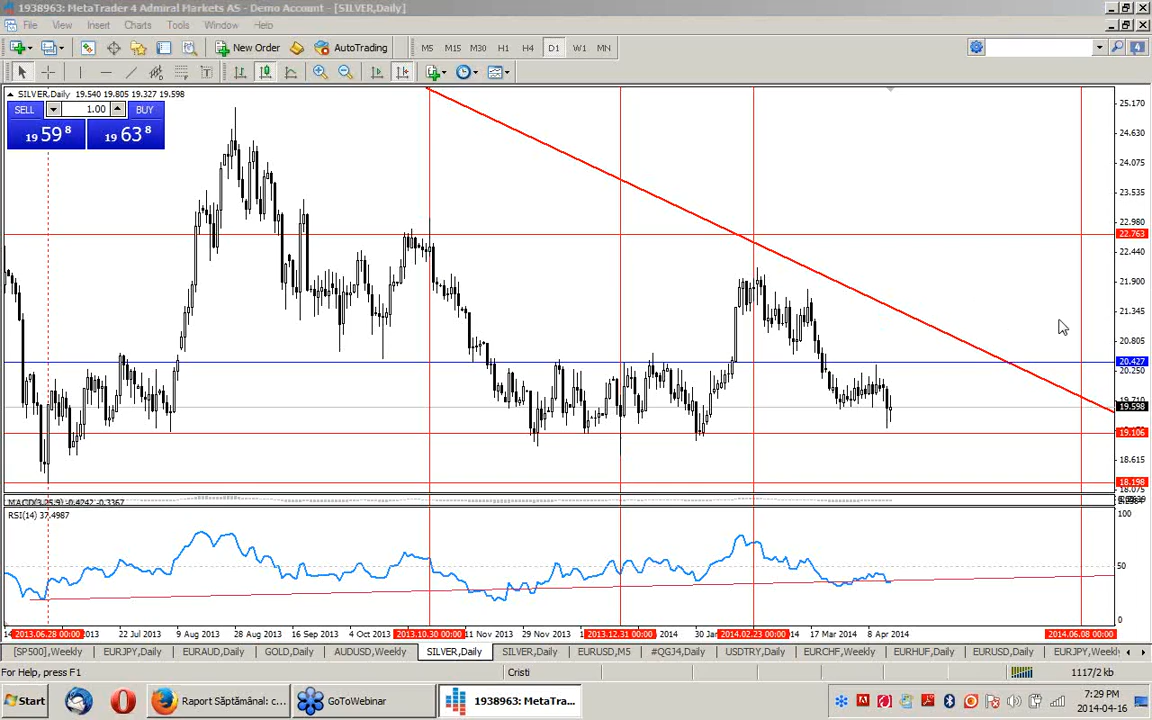 1938963: MetaTrader 4 Admiral Markets AS - Demo Account - [SILVER,Daily]
File View Insert Charts Tools Window Help
New Order AutoTrading M5 M15 M30 H1 H4 D1 W1 MN
SILVER,Daily 19.540 19.805 19.327 19.598
SELL 1.00 BUY
19 59 8 19 63 8
25.170
24.630
24.075
23.535
22.980
22.763
22.440
21.900
21.345
20.805
20.427
20.250
19.598
19.106
18.615
18.198
18.075
MACD(3,25,9) -0.4242 -0.3367
RSI(14) 37.4987
100
50
0
2013.06.28 00:00 2013 22 Jul 2013 9 Aug 2013 28 Aug 2013 16 Sep 2013 4 Oct 2013 2013.10.30 00:00 11 Nov 2013 29 Nov 2013 2013.12.31 00:00 30 Jan 2014.02.23 00:00 17 Mar 2014 8 Apr 2014 2014.06.08 00:00
[SP500],Weekly EURJPY,Daily EURAUD,Daily GOLD,Daily AUDUSD,Weekly SILVER,Daily SILVER,Daily EURUSD,M5 #QGJ4,Daily USDTRY,Daily EURCHF,Weekly EURHUF,Daily EURUSD,Daily EURJPY,Weekly
For Help, press F1 Cristi 1117/2 kb
Start Raport Săptămânal: c... GoToWebinar 1938963: MetaTra... 7:29 PM
2014-04-16